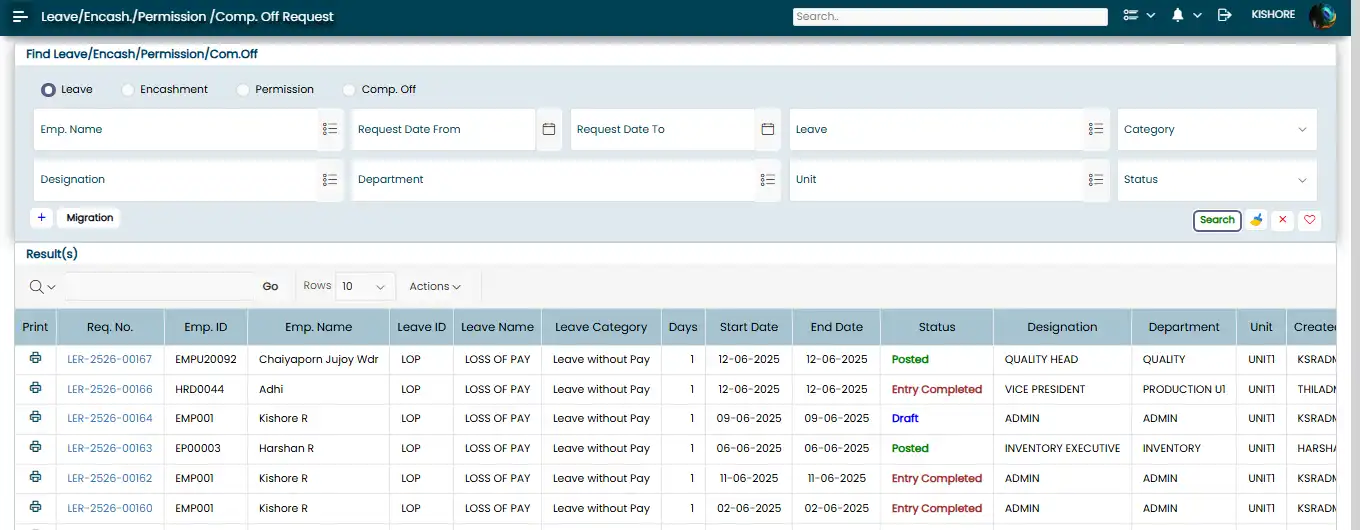 Leave/Encash./Permission /Comp. Off Request Search.. KISHORE
Find Leave/Encash/Permission/Com.Off
Leave Encashment Permission Comp. Off
Emp. Name Request Date From Request Date To Leave Category
Designation Department Unit Status
+ Migration Search
Result(s)
Go Rows 10 Actions
Print Req. No. Emp. ID Emp. Name Leave ID Leave Name Leave Category Days Start Date End Date Status Designation Department Unit Create
LER-2526-00167 EMPU20092 Chaiyaporn Jujoy Wdr LOP LOSS OF PAY Leave without Pay 1 12-06-2025 12-06-2025 Posted QUALITY HEAD QUALITY UNIT1 KSRADM
LER-2526-00166 HRD0044 Adhi LOP LOSS OF PAY Leave without Pay 1 12-06-2025 12-06-2025 Entry Completed VICE PRESIDENT PRODUCTION U1 UNIT1 THILADM
LER-2526-00164 EMP001 Kishore R LOP LOSS OF PAY Leave without Pay 1 09-06-2025 09-06-2025 Draft ADMIN ADMIN UNIT1 KSRADM
LER-2526-00163 EP00003 Harshan R LOP LOSS OF PAY Leave without Pay 1 06-06-2025 06-06-2025 Posted INVENTORY EXECUTIVE INVENTORY UNIT1 HARSHA
LER-2526-00162 EMP001 Kishore R LOP LOSS OF PAY Leave without Pay 1 11-06-2025 11-06-2025 Entry Completed ADMIN ADMIN UNIT1 KSRADM
LER-2526-00160 EMP001 Kishore R LOP LOSS OF PAY Leave without Pay 1 02-06-2025 02-06-2025 Entry Completed ADMIN ADMIN UNIT1 KSRADM